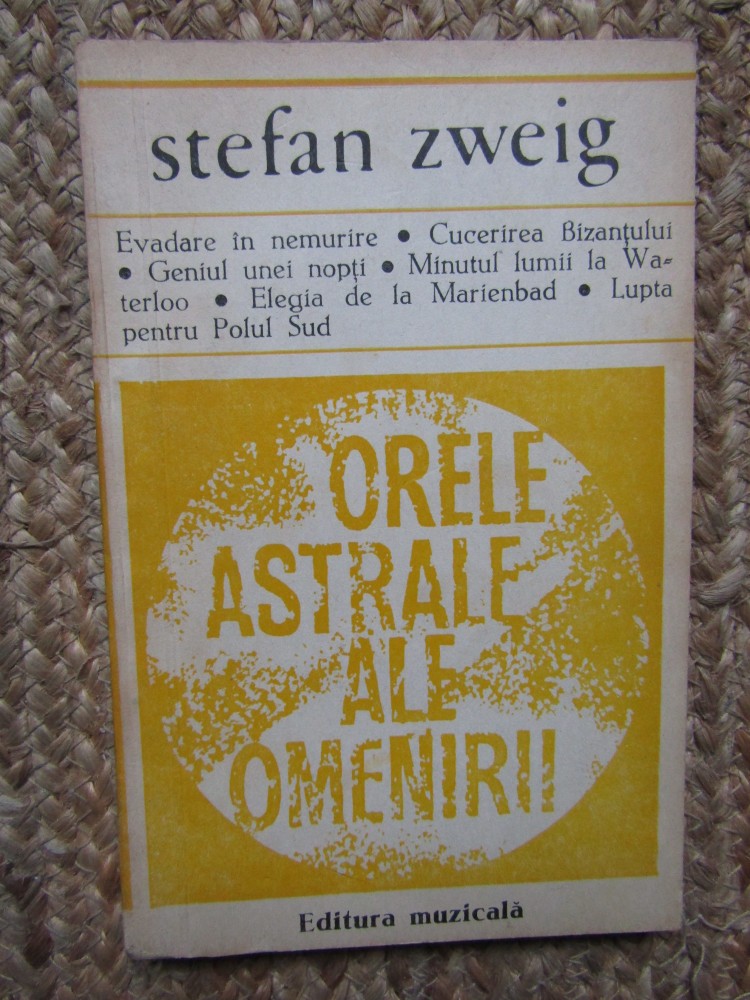 stefan zweig
Evadare în nemurire • Cucerirea Bizanțului
• Geniul unei nopți • Minutul lumii la Wa-
terloo • Elegia de la Marienbad • Lupta
pentru Polul Sud
ORELE
ASTRALE
ALE
OMENIRII
Editura muzicală